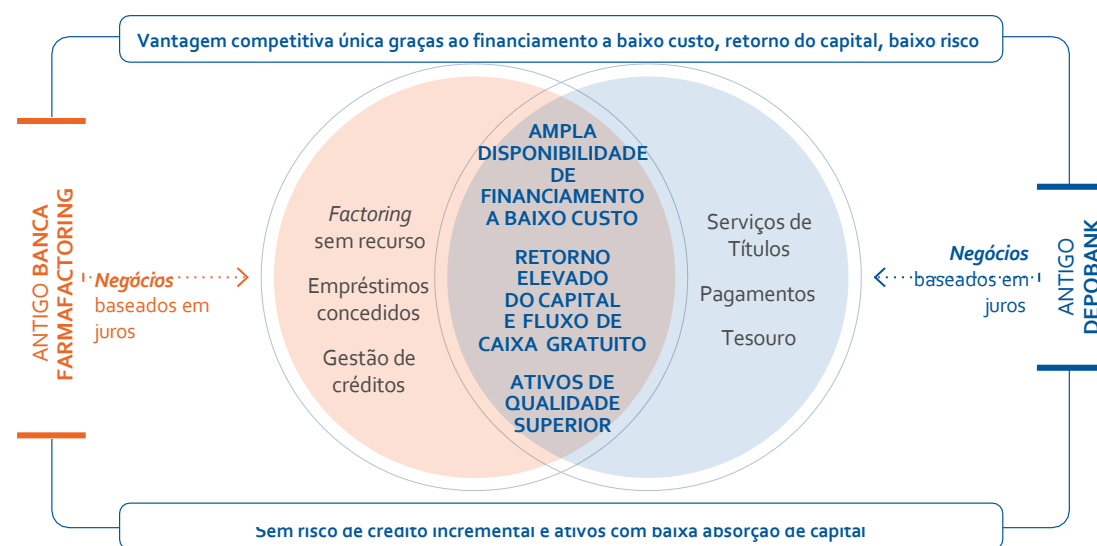 Vantagem competitiva única graças ao financiamento a baixo custo, retorno do capital, baixo risco
ANTIGO BANCA
FARMAFACTORING
Negócios
baseados em
juros
Factoring
sem recurso
Empréstimos
concedidos
Gestão de
créditos
AMPLA
DISPONIBILIDADE
DE
FINANCIAMENTO
A BAIXO CUSTO
RETORNO
ELEVADO
DO CAPITAL
E FLUXO DE
CAIXA GRATUITO
ATIVOS DE
QUALIDADE
SUPERIOR
Serviços de
Títulos
Pagamentos
Tesouro
Negócios
baseados em
juros
ANTIGO
DEPOBANK
Sem risco de crédito incremental e ativos com baixa absorção de capital